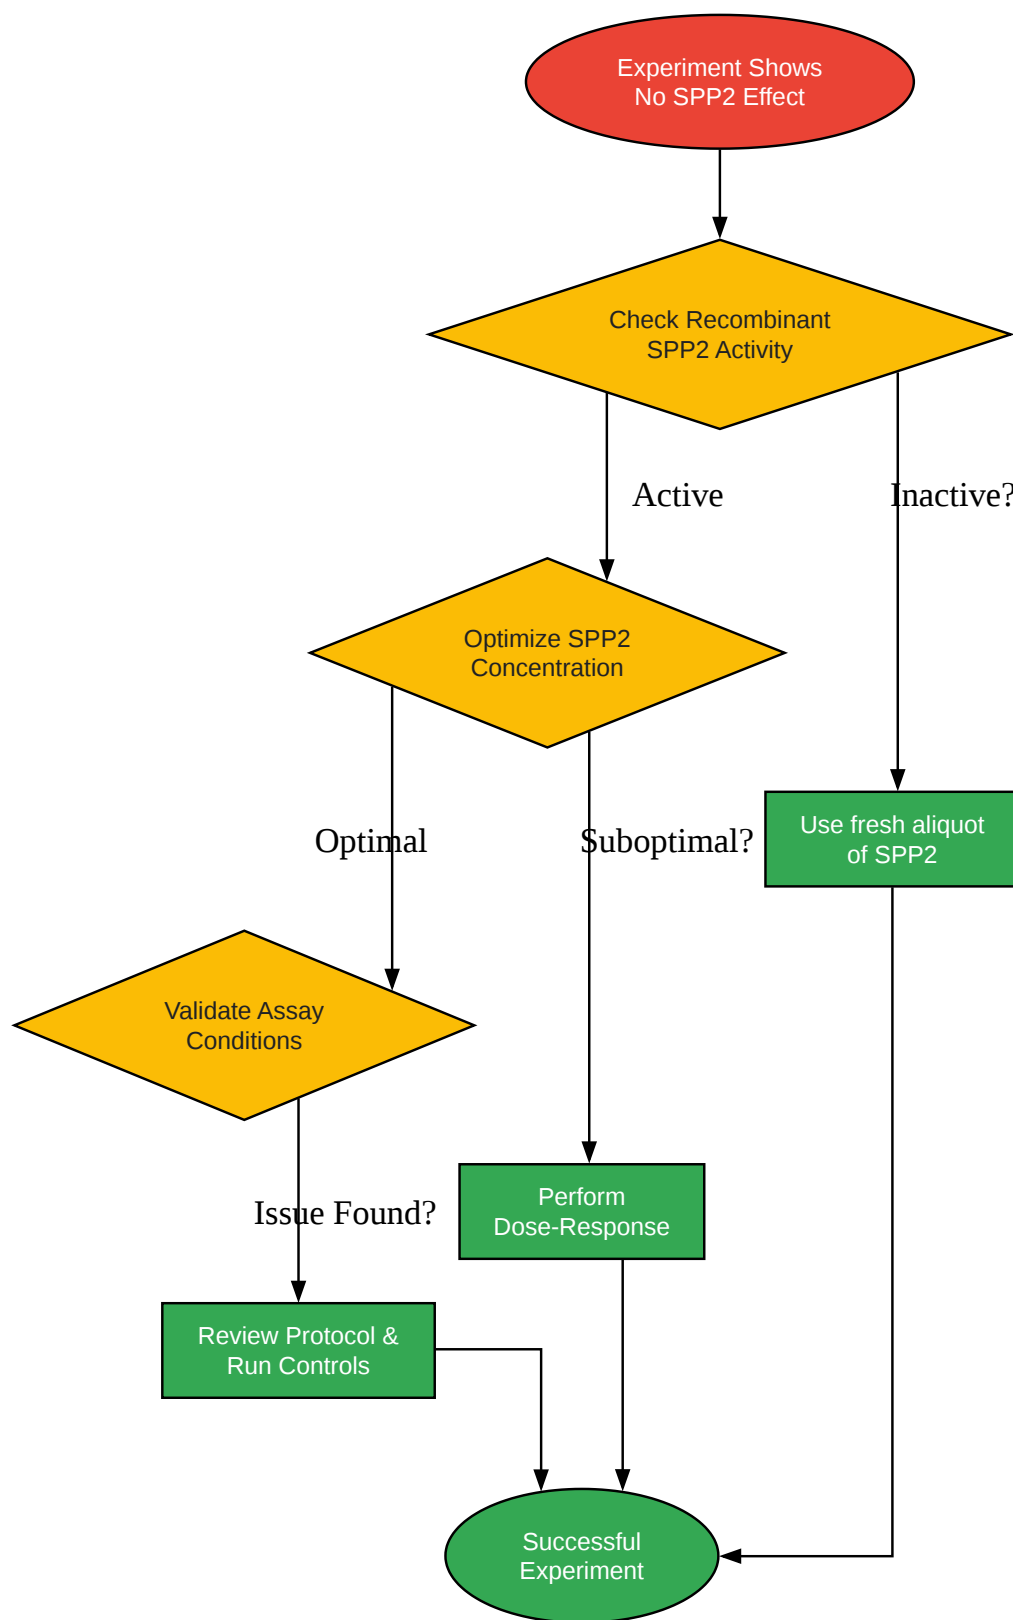 Experiment Shows
No SPP2 Effect
Check Recombinant
SPP2 Activity
Active
Inactive?
Optimize SPP2
Concentration
Optimal
Suboptimal?
Use fresh aliquot
of SPP2
Validate Assay
Conditions
Issue Found?
Perform
Dose-Response
Review Protocol &
Run Controls
Successful
Experiment